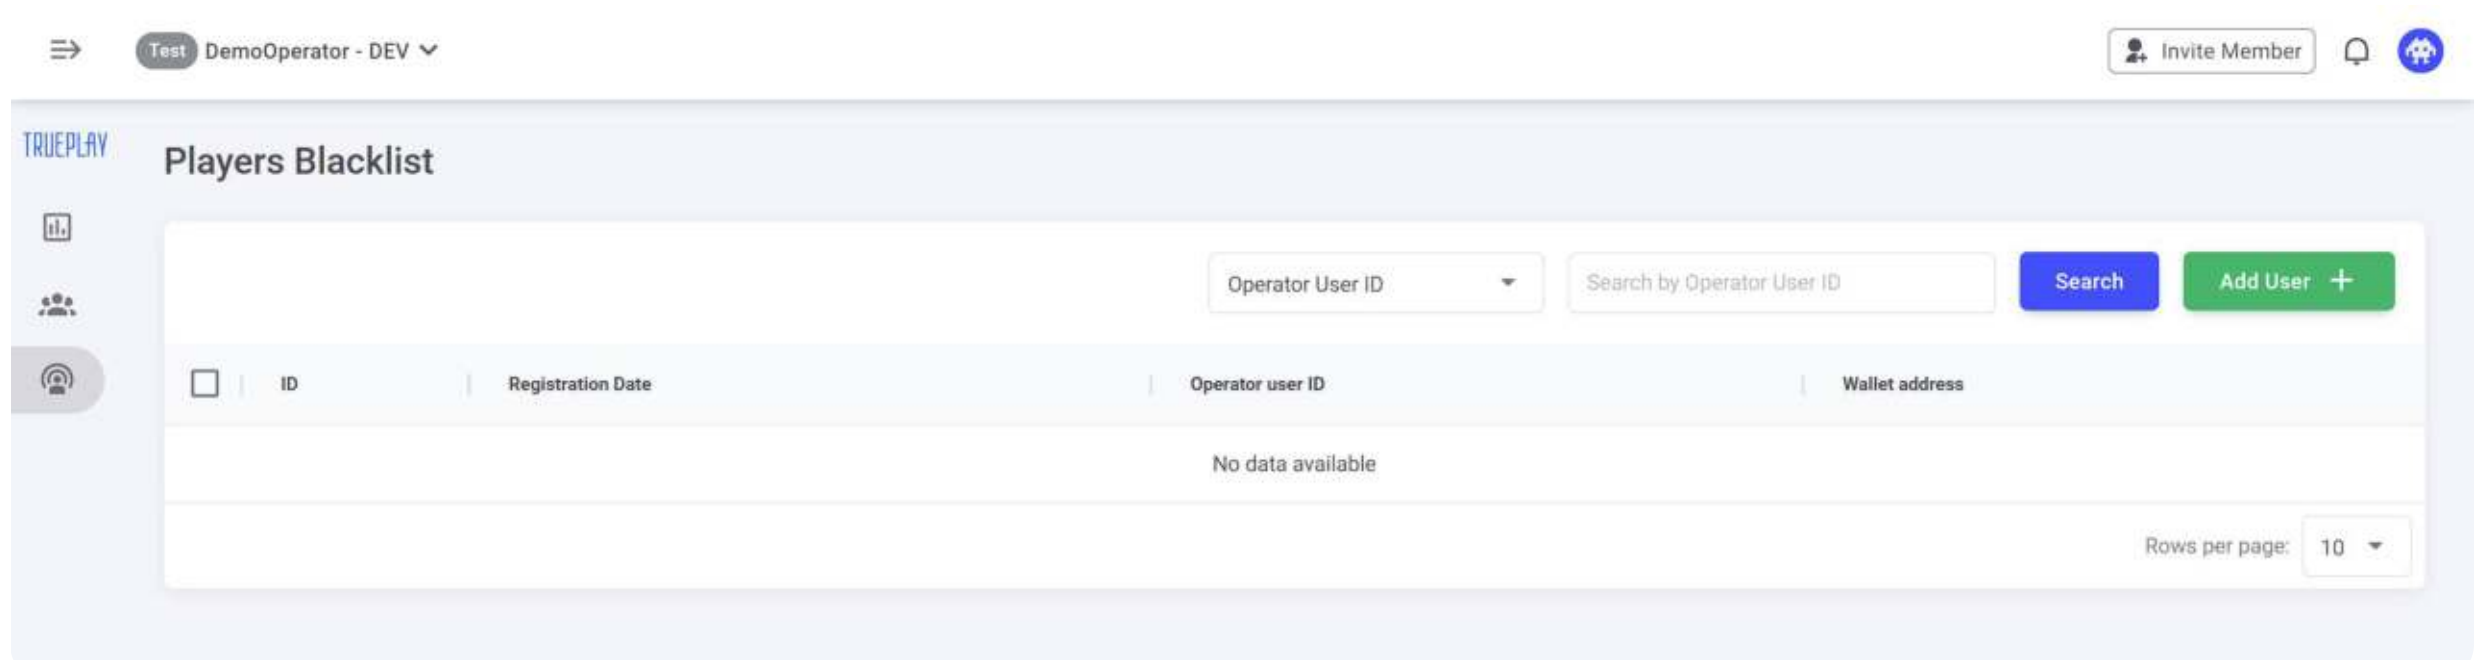 Test DemoOperator - DEV
Invite Member
TRUEPLAY
Players Blacklist
Operator User ID
Search by Operator User ID
Search
Add User +
ID
Registration Date
Operator user ID
Wallet address
No data available
Rows per page: 10